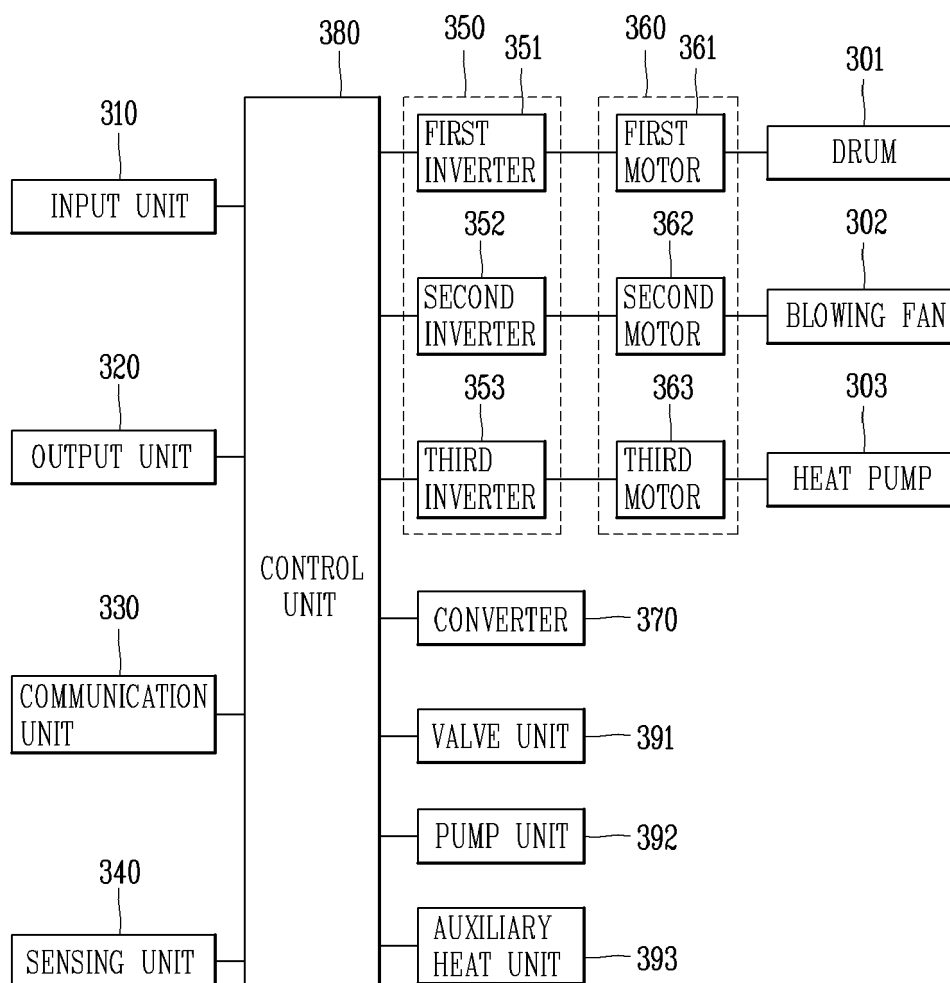 380
350
351
360
361
301
310
FIRST
INVERTER
FIRST
MOTOR
DRUM
INPUT UNIT
352
362
302
SECOND
INVERTER
SECOND
MOTOR
BLOWING FAN
320
353
363
303
OUTPUT UNIT
THIRD
INVERTER
THIRD
MOTOR
HEAT PUMP
CONTROL
UNIT
330
CONVERTER
370
COMMUNICATION
UNIT
VALVE UNIT
391
PUMP UNIT
392
340
SENSING UNIT
AUXILIARY
HEAT UNIT
393